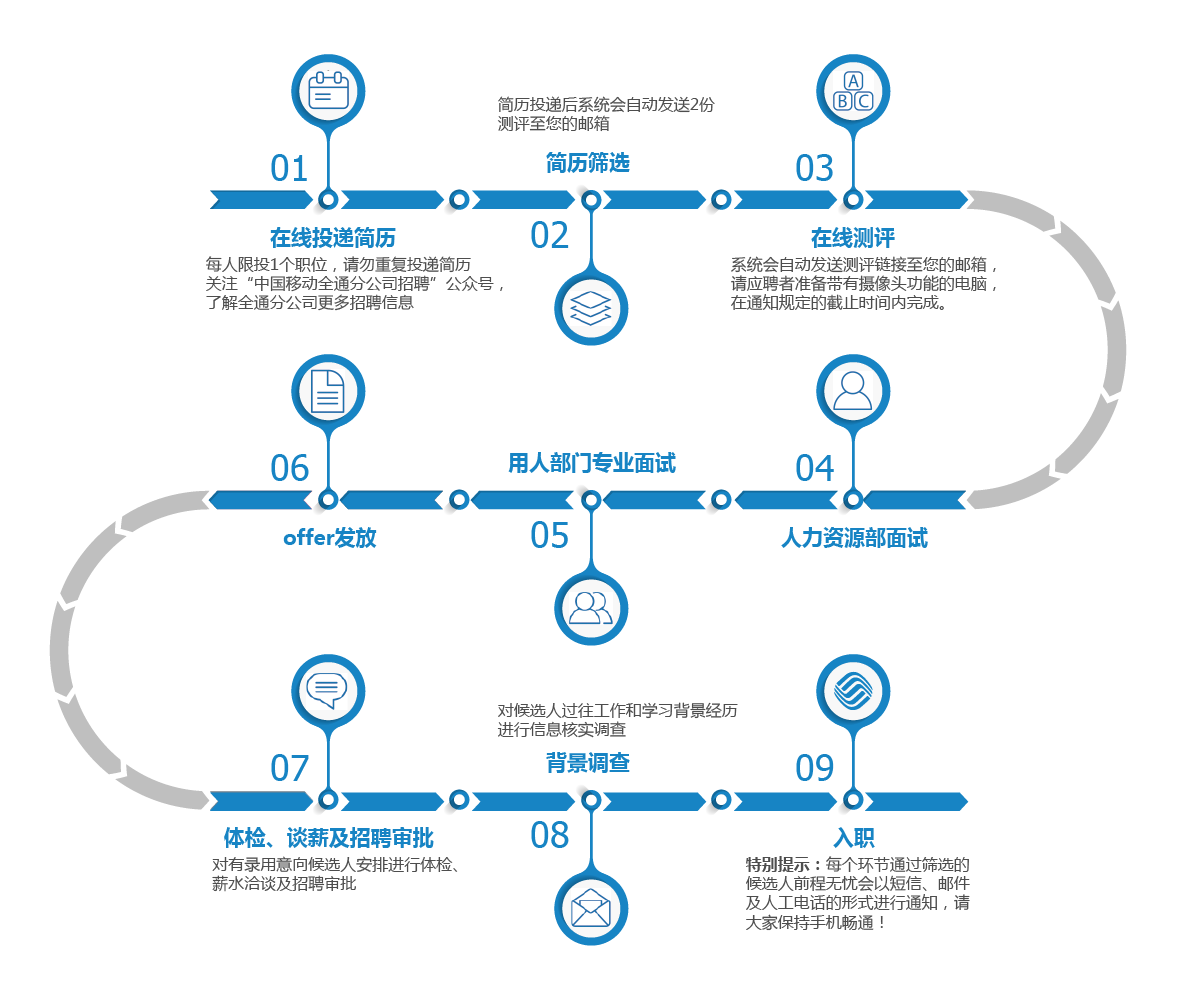 01
在线投递简历
每人限投1个职位，请勿重复投递简历
关注“中国移动全通分公司招聘”公众号，
了解全通分公司更多招聘信息
简历投递后系统会自动发送2份
测评至您的邮箱
简历筛选
02
A
B C
03
在线测评
系统会自动发送测评链接至您的邮箱，
请应聘者准备带有摄像头功能的电脑，
在通知规定的截止时间内完成。
04
人力资源部面试
用人部门专业面试
05
06
offer发放
07
体检、谈薪及招聘审批
对有录用意向候选人安排进行体检、
薪水洽谈及招聘审批
对候选人过往工作和学习背景经历
进行信息核实调查
背景调查
08
09
入职
特别提示：每个环节通过筛选的
候选人前程无忧会以短信、邮件
及人工电话的形式进行通知，请
大家保持手机畅通！